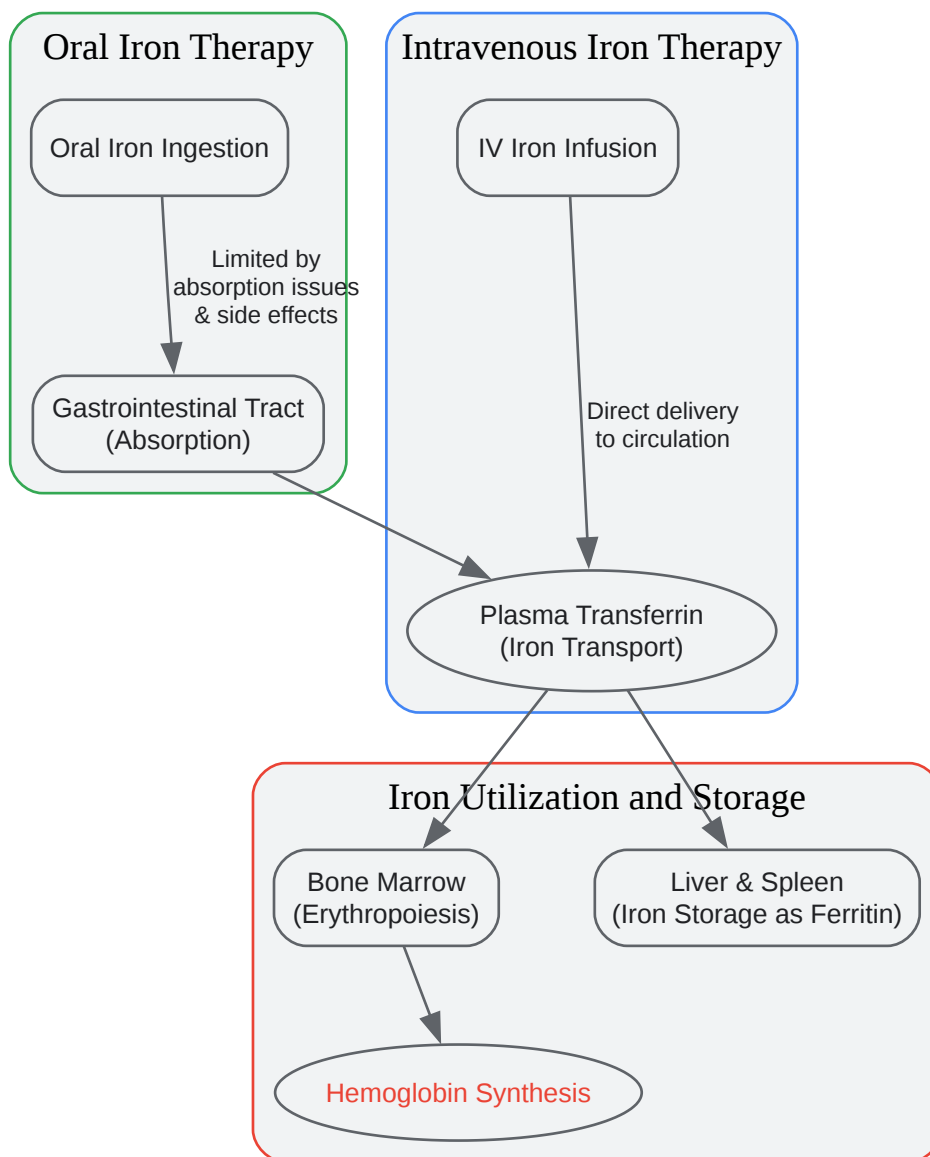 Oral Iron Therapy
Oral Iron Ingestion
Limited by
absorption issues
& side effects
Gastrointestinal Tract
(Absorption)
Intravenous Iron Therapy
IV Iron Infusion
Direct delivery
to circulation
Plasma Transferrin
(Iron Transport)
Iron Utilization and Storage
Bone Marrow
(Erythropoiesis)
Liver & Spleen
(Iron Storage as Ferritin)
Hemoglobin Synthesis